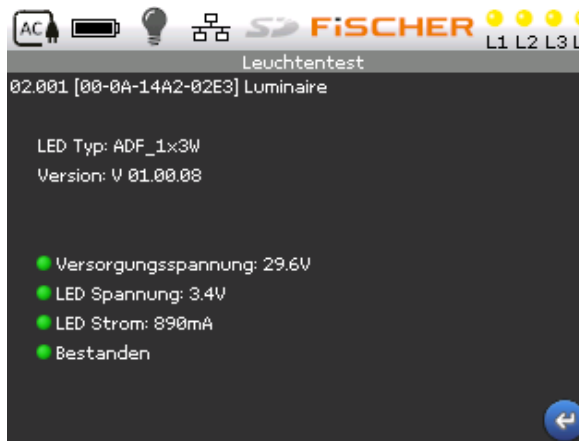 AC SD FiSCHER L1 L2 L3
Leuchtentest
02.001 [00-0A-14A2-02E3] Luminaire
LED Typ: ADF_1x3W
Version: V 01.00.08
Versorgungsspannung: 29.6V
LED Spannung: 3.4V
LED Strom: 890mA
Bestanden